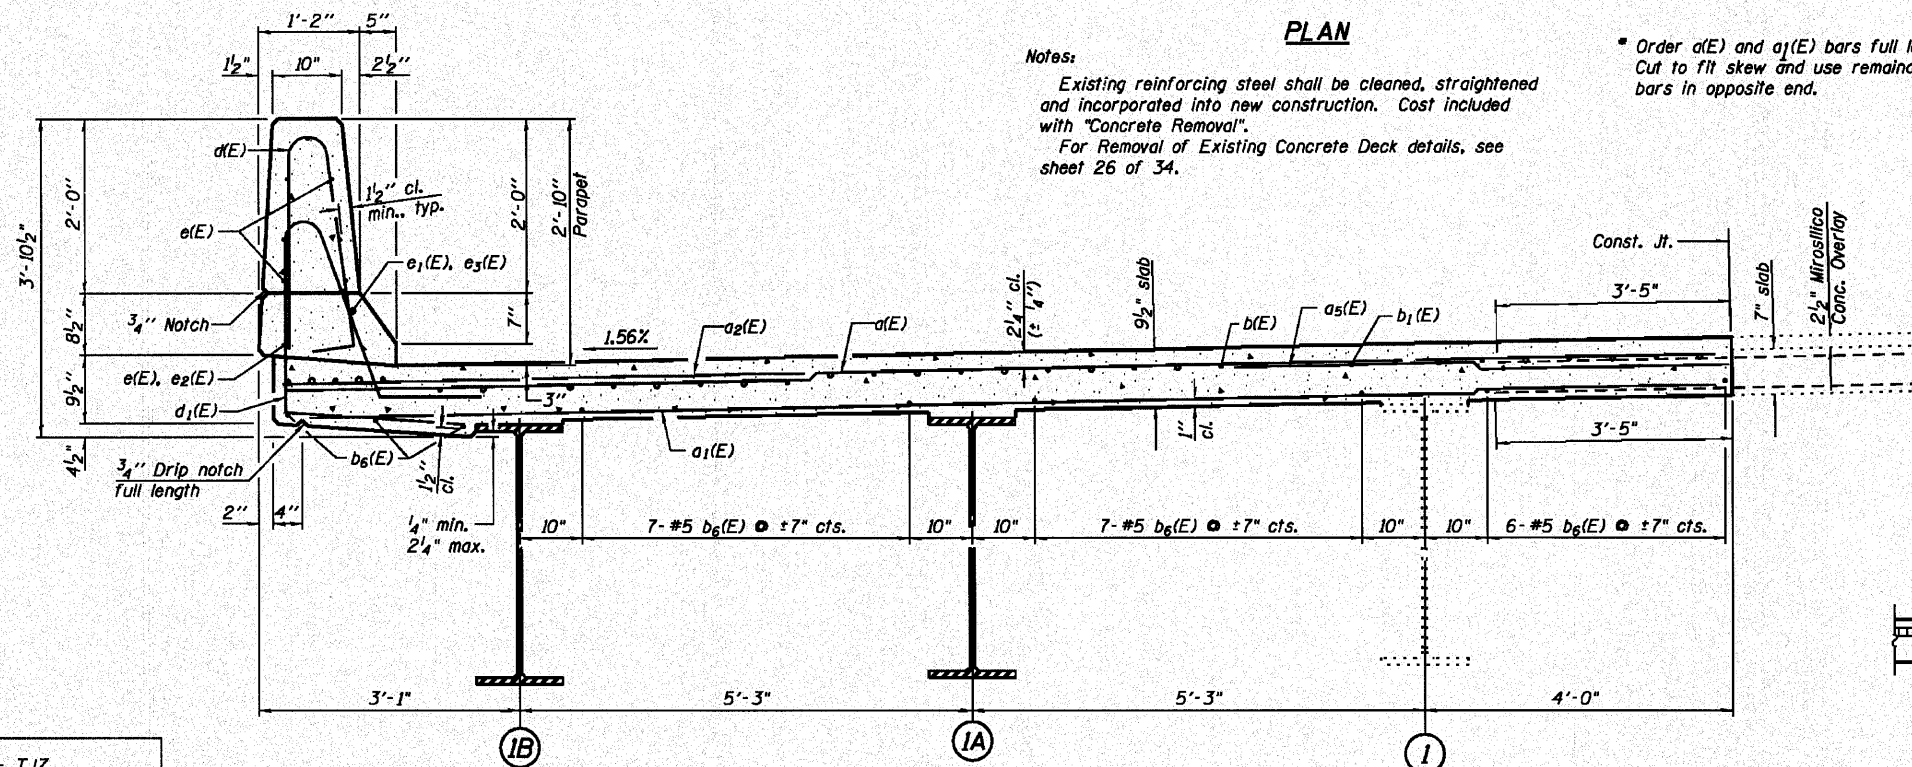 PLAN
Notes:
Existing reinforcing steel shall be cleaned, straightened
and incorporated into new construction. Cost included
with "Concrete Removal".
For Removal of Existing Concrete Deck details, see
sheet 26 of 34.
* Order a(E) and a1(E) bars full l
Cut to fit skew and use remain
bars in opposite end.
1'-2"
5"
1½"
10"
2½"
3'-10½"
2'-0"
8½"
9½"
4½"
d(E)
e(E)
1½" cl.
min., typ.
e1(E), e3(E)
¾" Notch
e(E), e2(E)
d1(E)
¾" Drip notch
full length
2"
4"
b6(E)
1½"
cl.
¼" min.
2¼" max.
2'-0"
7"
3"
2'-10"
Parapet
1.56%
a2(E)
a(E)
2¼" cl.
(± ¼")
9½" slab
b(E)
a5(E)
b1(E)
Const. Jt.
3'-5"
7" slab
2½" Mirosilico
Conc. Overlay
a1(E)
1"
cl.
3'-5"
10"
7- #5 b6(E) @ ±7" cts.
10"
10"
7- #5 b6(E) @ ±7" cts.
10"
10"
6- #5 b6(E) @ ±7" cts.
3'-1"
5'-3"
5'-3"
4'-0"
1B
1A
1